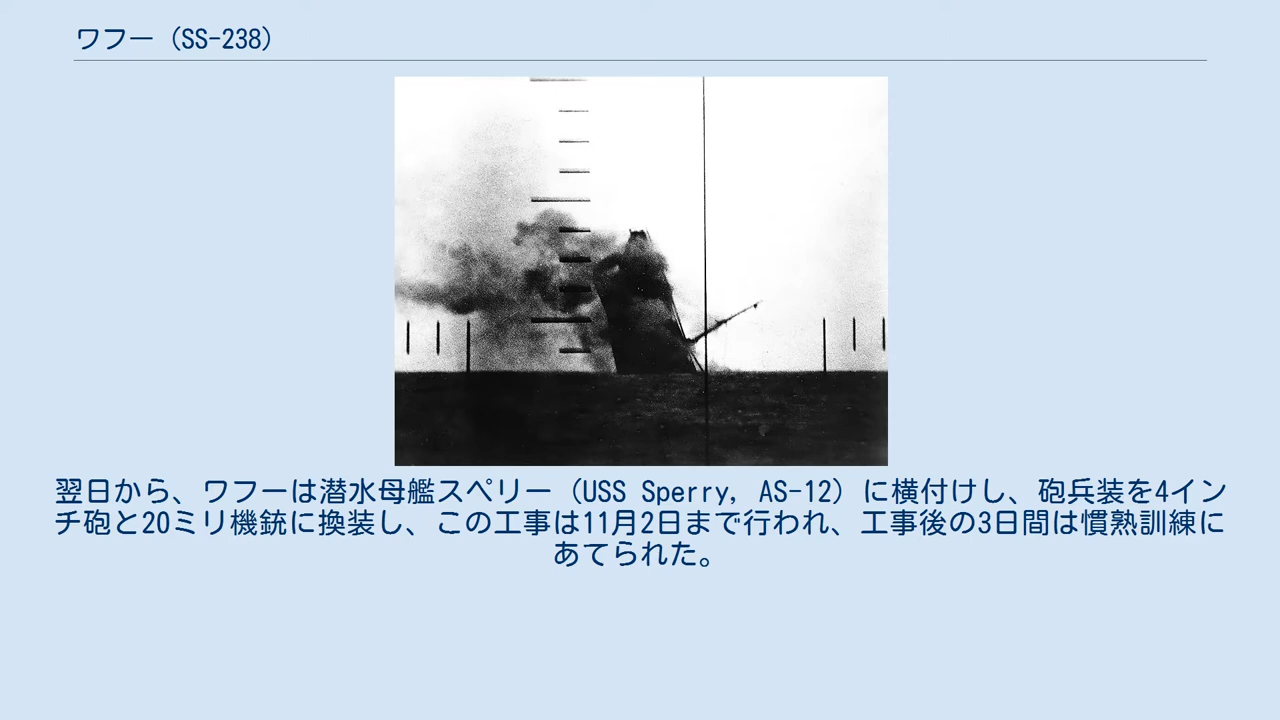 ワフー（SS-238）
翌日から、ワフーは潜水母艦スペリー（USS Sperry, AS-12）に横付けし、砲兵装を4イン
チ砲と20ミリ機銃に換装し、この工事は11月2日まで行われ、工事後の3日間は慣熟訓練に
あてられた。